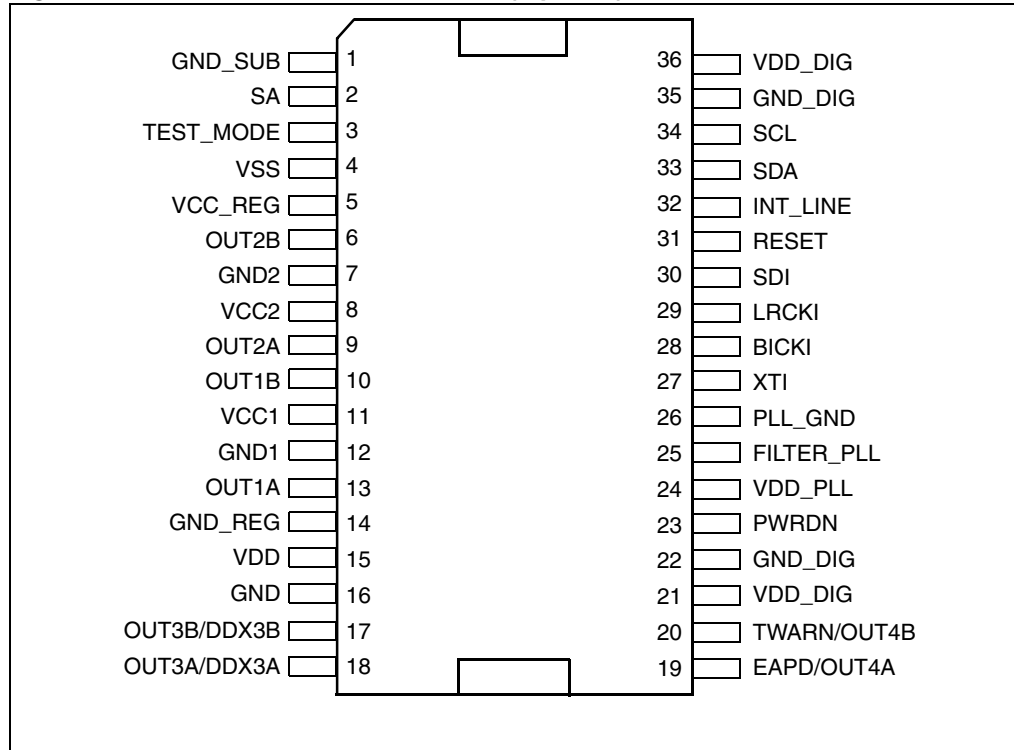 GND_SUB 1 36 VDD_DIG
SA 2 35 GND_DIG
TEST_MODE 3 34 SCL
VSS 4 33 SDA
VCC_REG 5 32 INT_LINE
OUT2B 6 31 RESET
GND2 7 30 SDI
VCC2 8 29 LRCKI
OUT2A 9 28 BICKI
OUT1B 10 27 XTI
VCC1 11 26 PLL_GND
GND1 12 25 FILTER_PLL
OUT1A 13 24 VDD_PLL
GND_REG 14 23 PWRDN
VDD 15 22 GND_DIG
GND 16 21 VDD_DIG
OUT3B/DDX3B 17 20 TWARN/OUT4B
OUT3A/DDX3A 18 19 EAPD/OUT4A